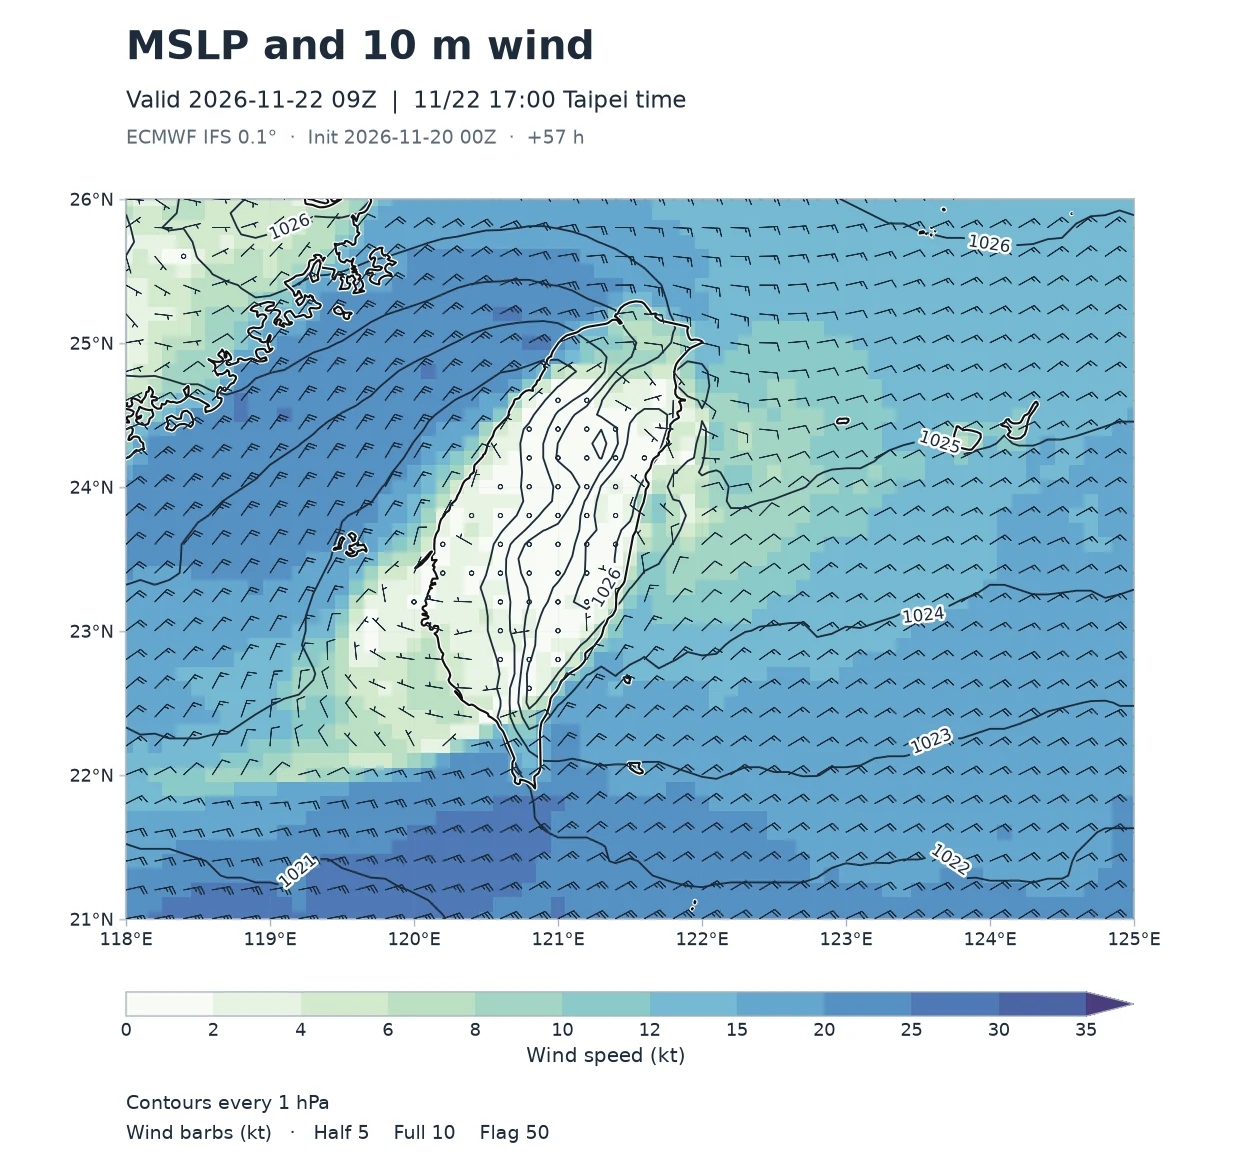 MSLP and 10 m wind
Valid 2026-11-22 09Z | 11/22 17:00 Taipei time
ECMWF IFS 0.1° · Init 2026-11-20 00Z · +57 h
26°N
25°N
24°N
23°N
22°N
21°N
1026
1026
1025
1026
1024
1023
1022
1021
118°E 119°E 120°E 121°E 122°E 123°E 124°E 125°E
0 2 4 6 8 10 12 15 20 25 30 35
Wind speed (kt)
Contours every 1 hPa
Wind barbs (kt) · Half 5 Full 10 Flag 50